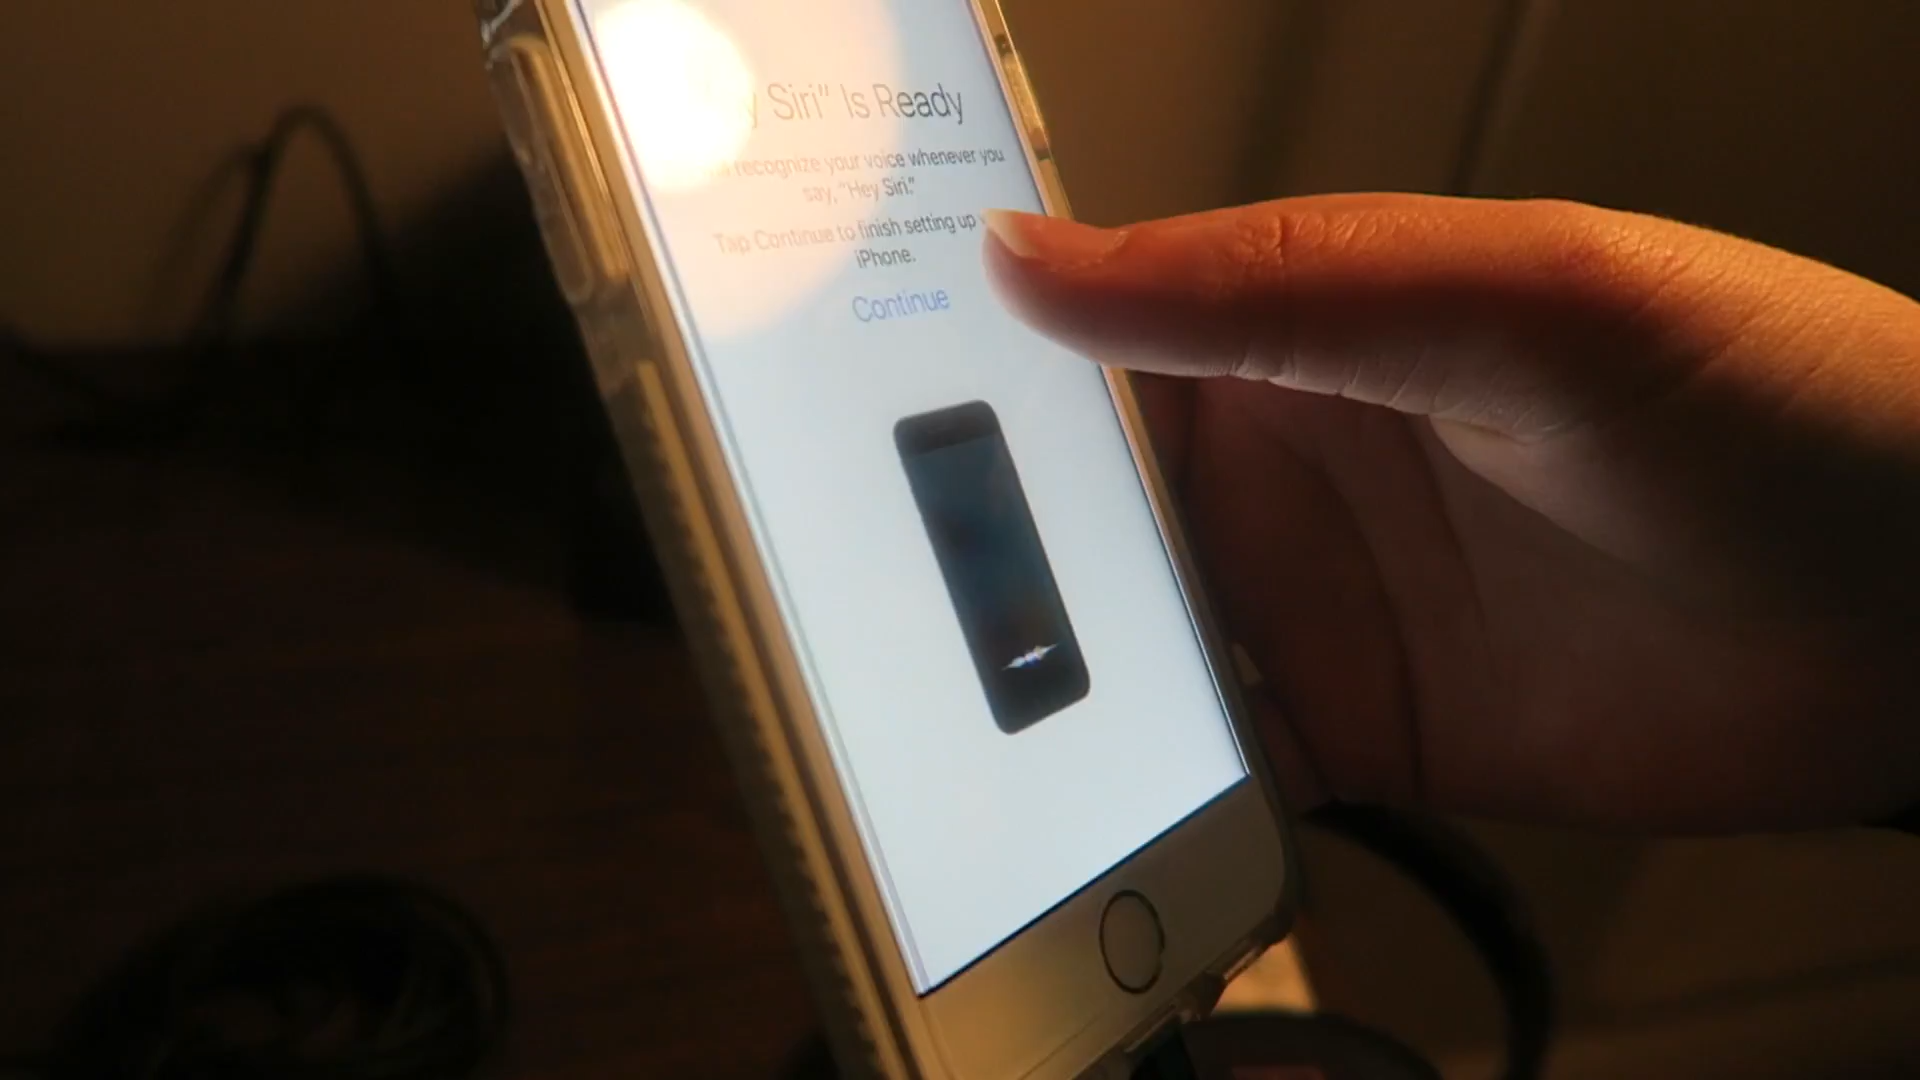 Siri" Is Ready
recognize your voice whenever you
say, "Hey Siri."
Tap Continue to finish setting up
iPhone.
Continue